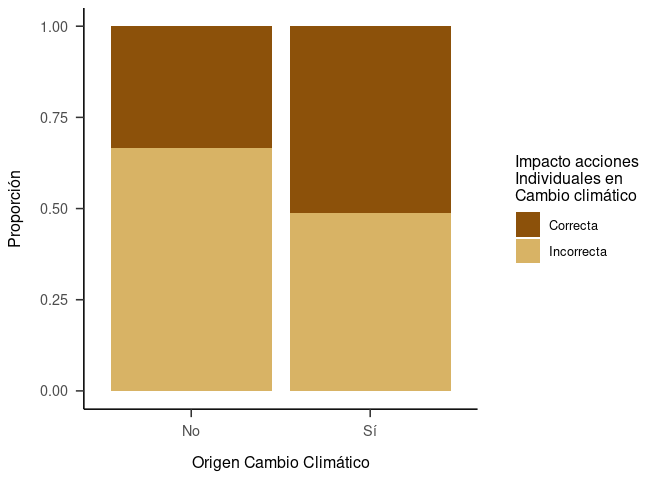 1.00
0.75
0.50
0.25
0.00
Proporción
No
Sí
Origen Cambio Climático
Impacto acciones
Individuales en
Cambio climático
Correcta
Incorrecta